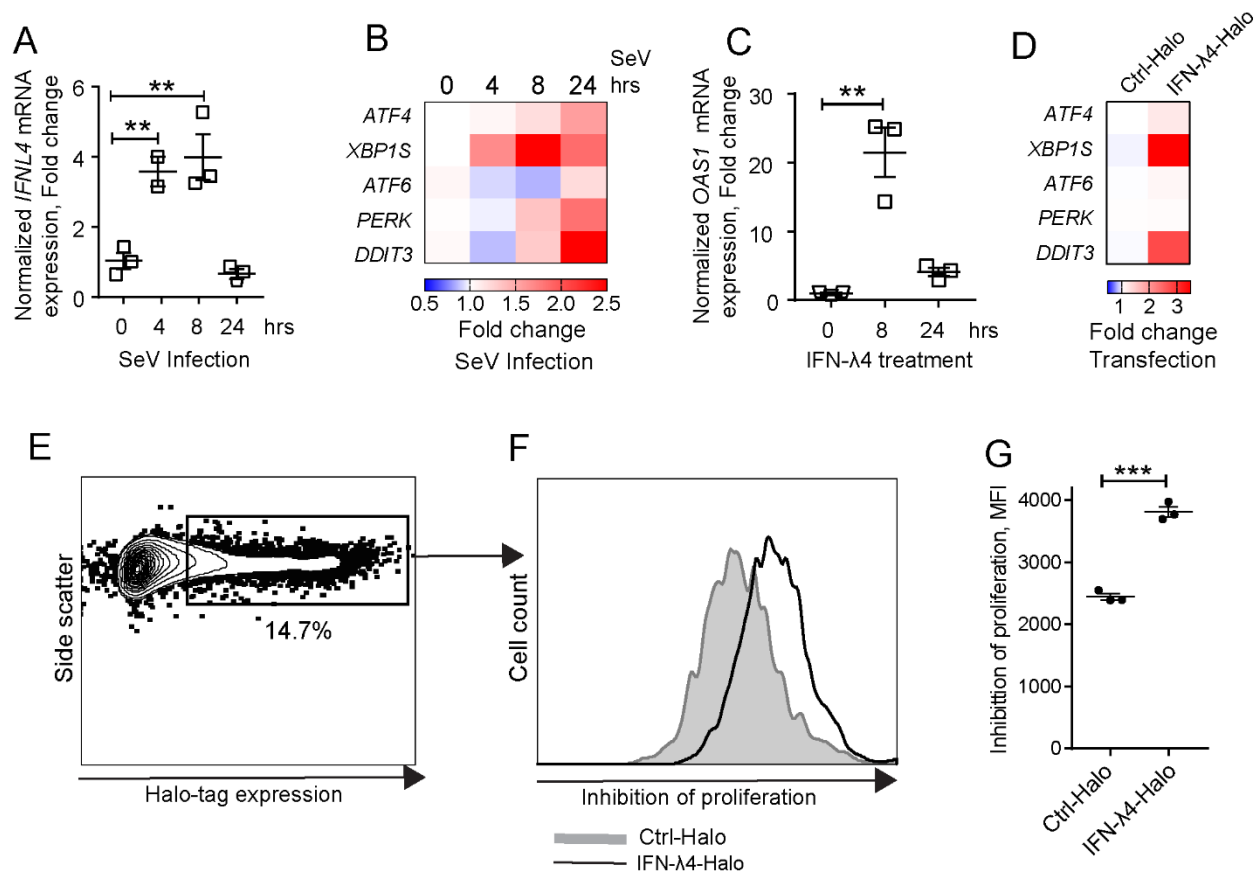 A
Normalized IFNL4 mRNA
expression, Fold change
6
4
2
0
**
**
0 4 8 24 hrs
SeV Infection
B
SeV
0 4 8 24 hrs
ATF4
XBP1S
ATF6
PERK
DDIT3
0.5 1.0 1.5 2.0 2.5
Fold change
SeV Infection
C
Normalized OAS1 mRNA
expression, Fold change
30
20
10
0
**
0 8 24 hrs
IFN-λ4 treatment
D
Ctrl-Halo
IFN-λ4-Halo
ATF4
XBP1S
ATF6
PERK
DDIT3
1 2 3
Fold change
Transfection
E
Side scatter
14.7%
Halo-tag expression
F
Cell count
Inhibition of proliferation
Ctrl-Halo
IFN-λ4-Halo
G
Inhibittion of proliferation, MFI
4000
3000
2000
1000
0
***
Ctrl-Halo
IFN-λ4-Halo